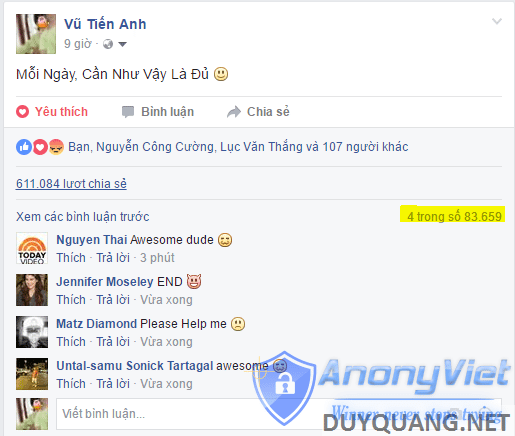 Vũ Tiến Anh
9 giờ ·
Mỗi Ngày, Cần Như Vậy Là Đủ
Yêu thích Bình luận Chia sẻ
Bạn, Nguyễn Công Cường, Lục Văn Thắng và 107 người khác
611.084 lượt chia sẻ
Xem các bình luận trước 4 trong số 83.659
Nguyen Thai Awesome dude
Thích · Trả lời · 3 phút
Jennifer Moseley END
Thích · Trả lời · Vừa xong
Matz Diamond Please Help me
Thích · Trả lời · Vừa xong
Untal-samu Sonick Tartagal awesome
Thích · Trả lời · Vừa xong
Viết bình luận...
TODAY
VIDEO
AnonyViet
Winner never stops trying
DUYQUANG.NET